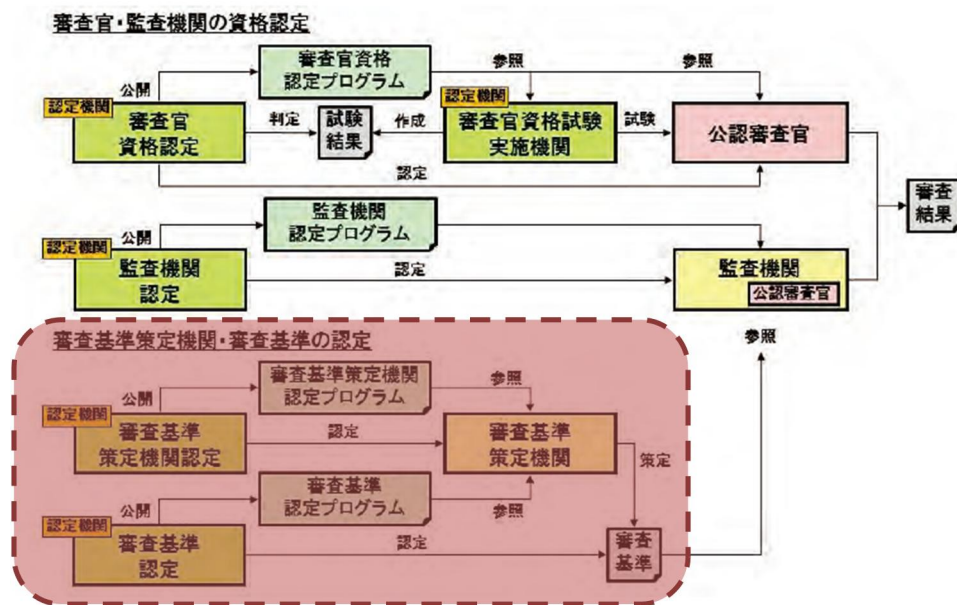 審査官・監査機関の資格認定
公開
審査官資格
認定プログラム
参照
参照
認定機関
審査官
資格認定
判定
試験
結果
作成
認定機関
審査官資格試験
実施機関
試験
公認審査官
認定
審査
結果
公開
監査機関
認定プログラム
認定機関
監査機関
認定
認定
監査機関
公認審査官
審査基準策定機関・審査基準の認定
参照
公開
審査基準策定機関
認定プログラム
参照
認定機関
審査基準
策定機関認定
認定
審査基準
策定機関
策定
公開
審査基準
認定プログラム
参照
認定機関
審査基準
認定
認定
審査
基準